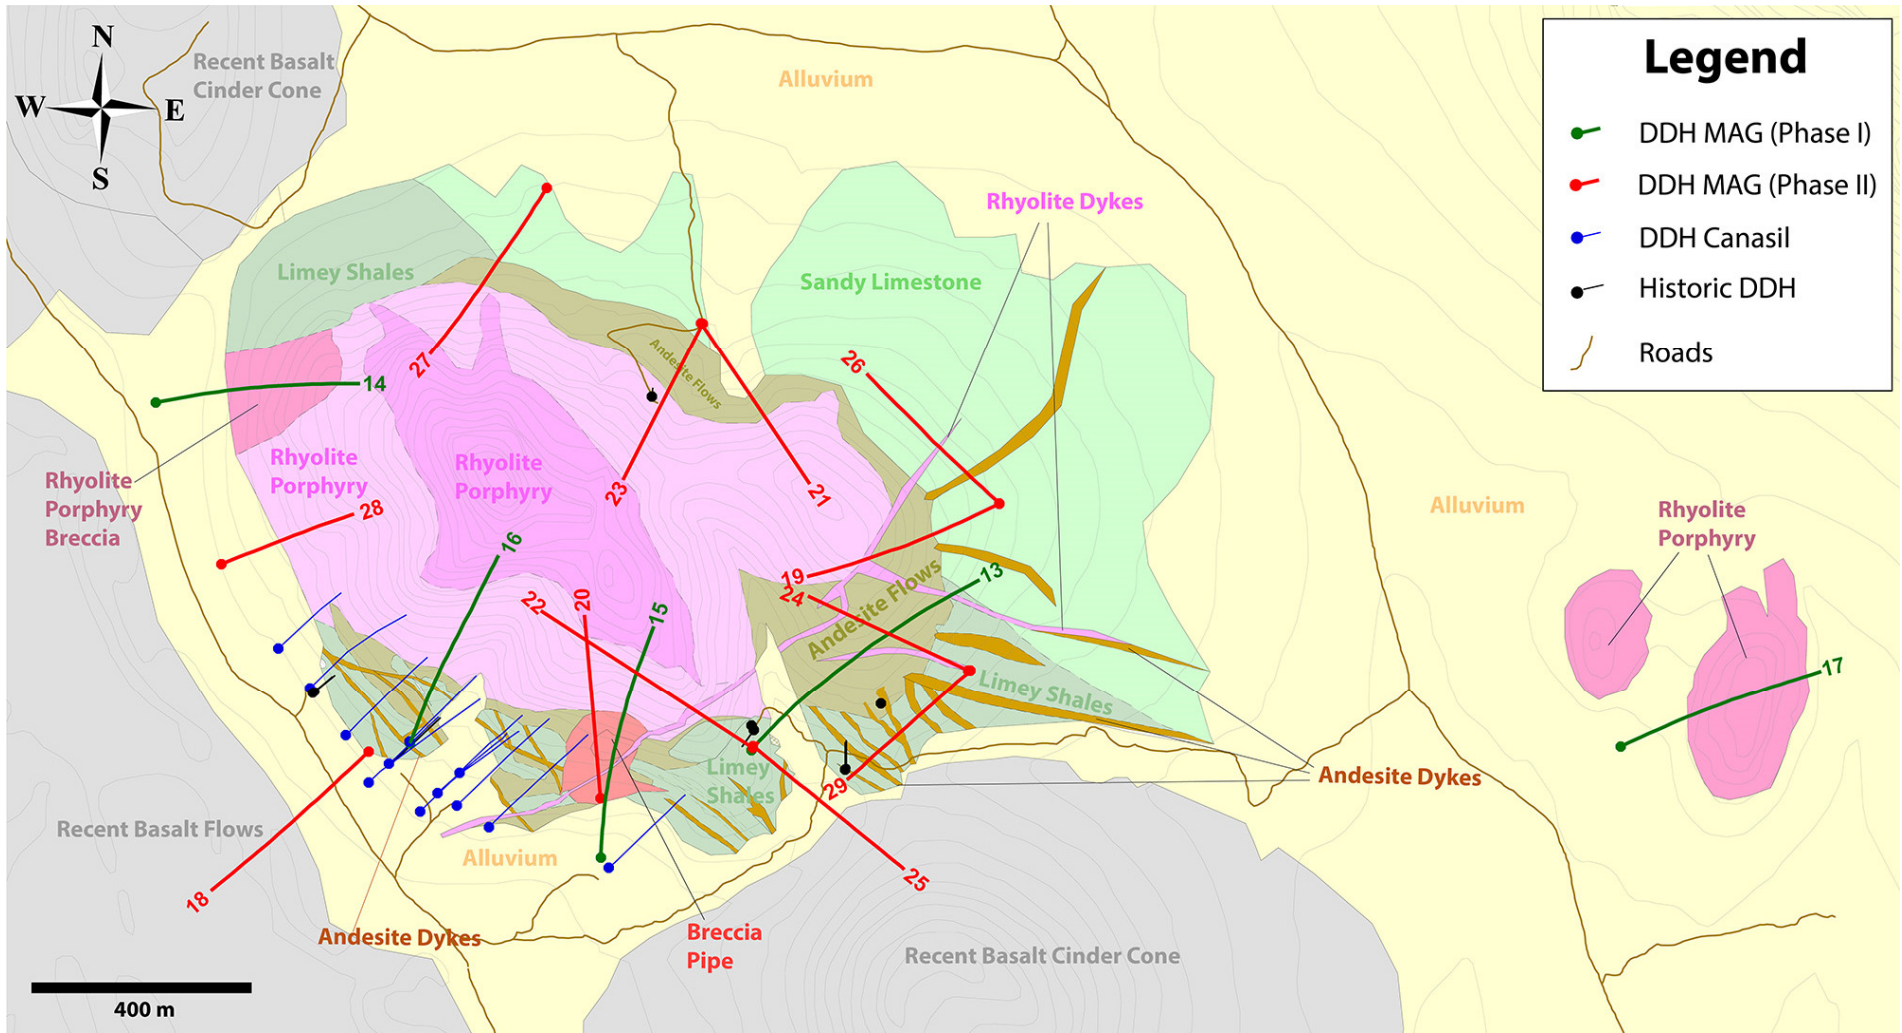 N
W
E
S
Recent Basalt
Cinder Cone
Alluvium
Legend
DDH MAG (Phase I)
DDH MAG (Phase II)
DDH Canasil
Historic DDH
Roads
Rhyolite Dykes
Limey Shales
Sandy Limestone
27
14
Andesite Flows
26
Rhyolite
Porphyry
Rhyolite
Porphyry
Rhyolite
Porphyry
Breccia
28
23
21
Alluvium
Rhyolite
Porphyry
16
19
24
13
22
20
15
Andesite Flows
17
Limey Shales
Limey
Shales
29
Andesite Dykes
Recent Basalt Flows
Alluvium
18
25
Andesite Dykes
Breccia
Pipe
Recent Basalt Cinder Cone
400 m